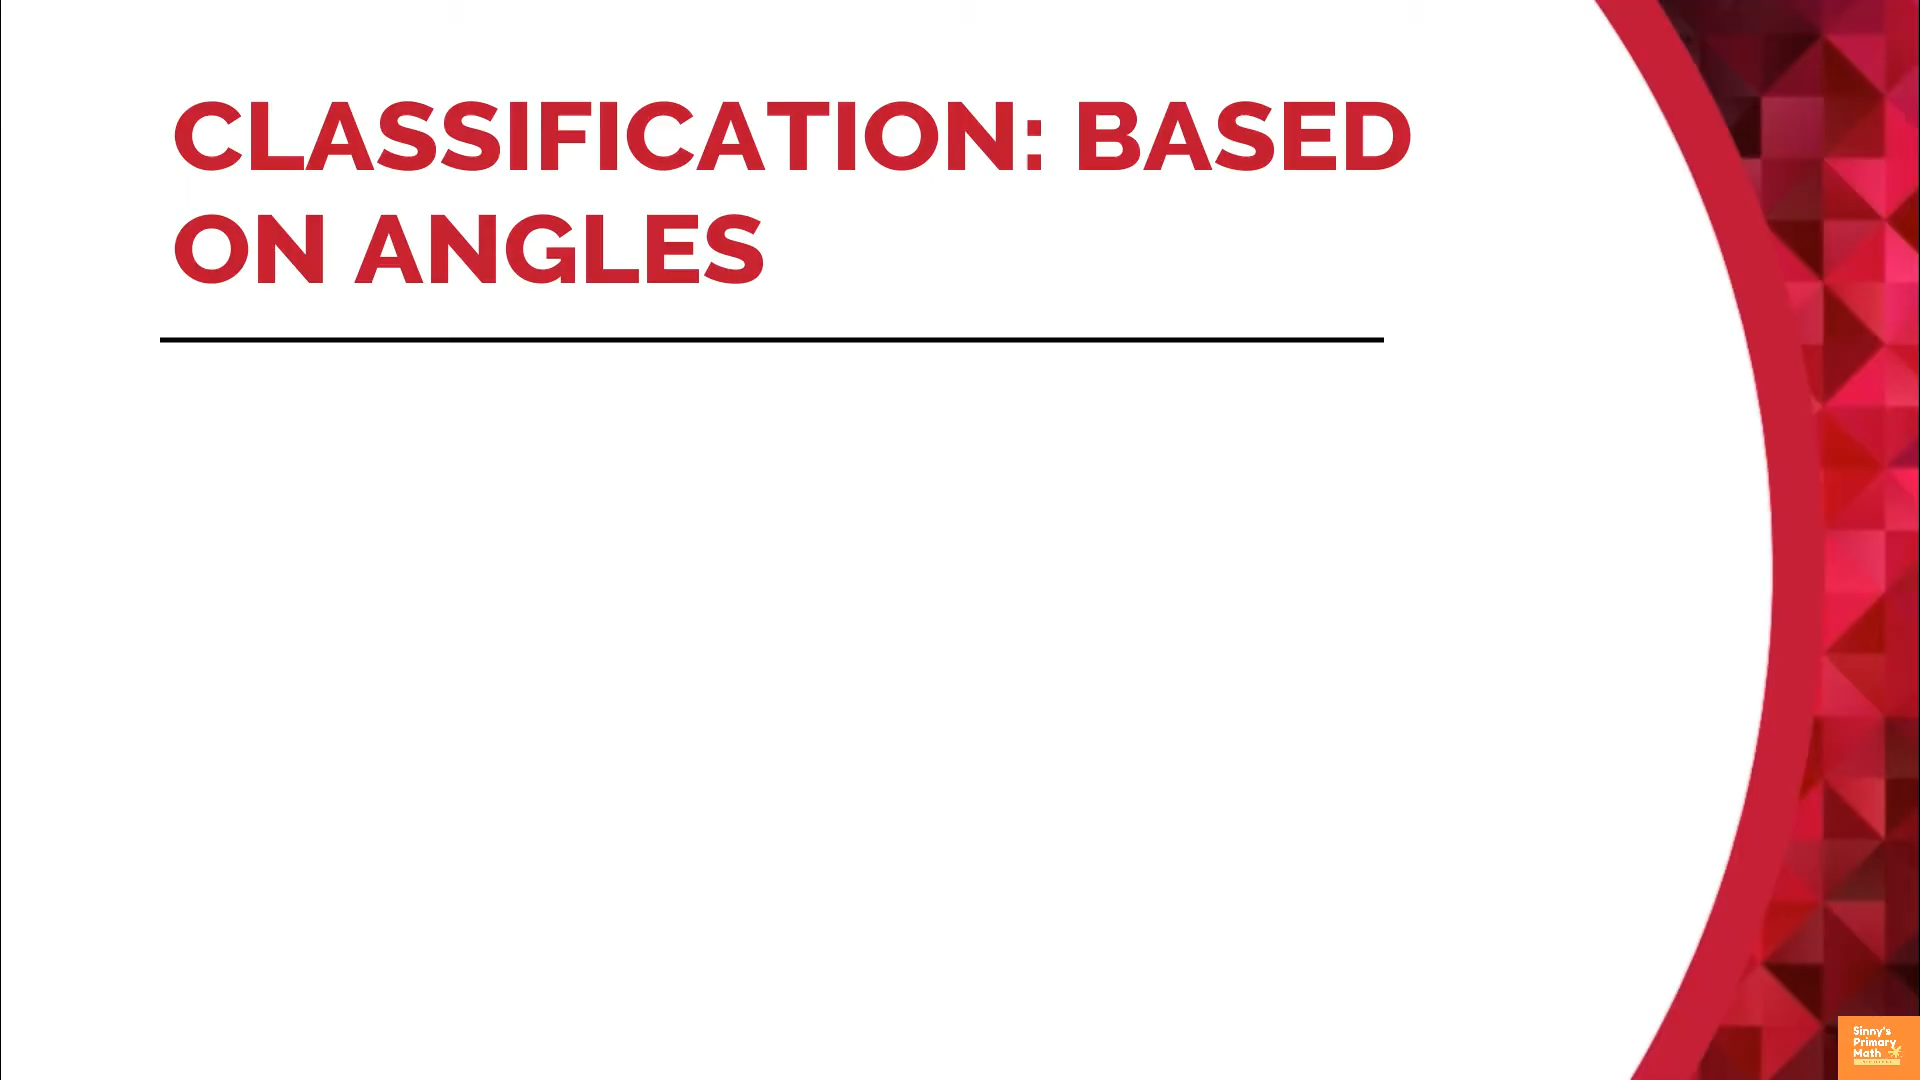 CLASSIFICATION: BASED
ON ANGLES
Sinny's
Primary
Math